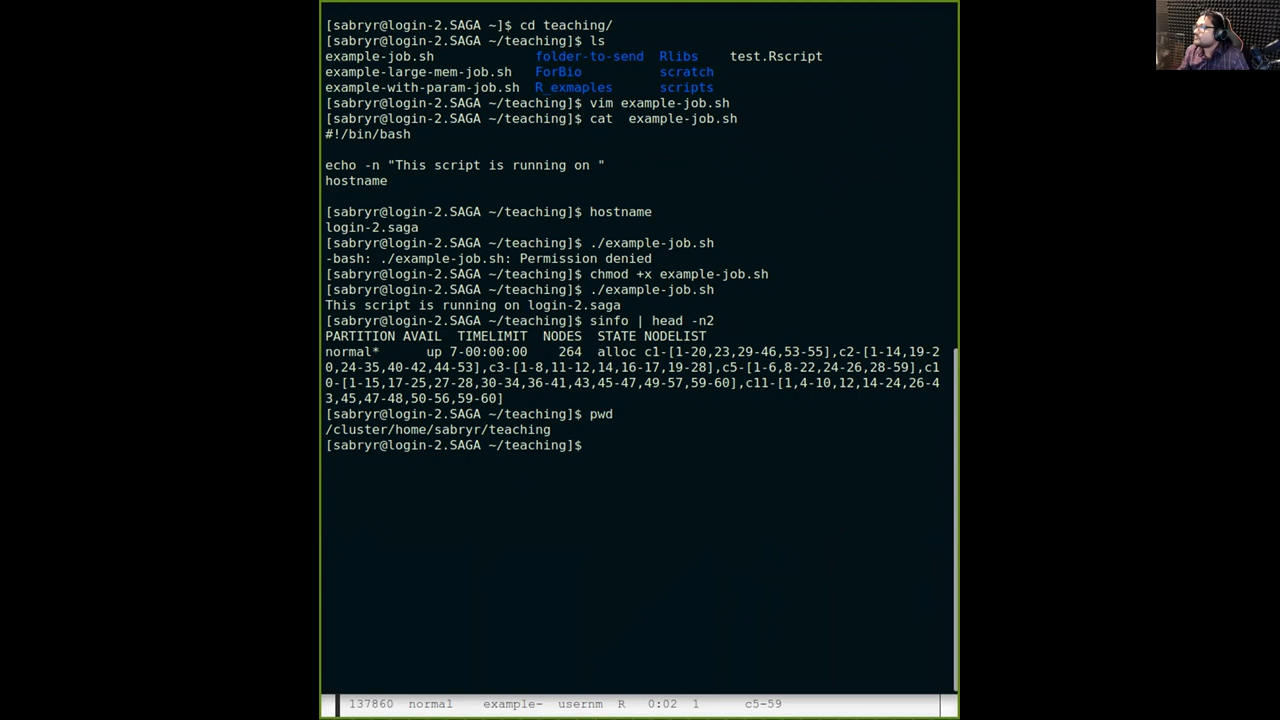 [sabryr@login-2.SAGA ~]$ cd teaching/
[sabryr@login-2.SAGA ~/teaching]$ ls
example-job.sh folder-to-send Rlibs test.Rscript
example-large-mem-job.sh ForBio scratch
example-with-param-job.sh R_exmaples scripts
[sabryr@login-2.SAGA ~/teaching]$ vim example-job.sh
[sabryr@login-2.SAGA ~/teaching]$ cat  example-job.sh
#!/bin/bash
echo -n "This script is running on "
hostname
[sabryr@login-2.SAGA ~/teaching]$ hostname
login-2.saga
[sabryr@login-2.SAGA ~/teaching]$ ./example-job.sh
-bash: ./example-job.sh: Permission denied
[sabryr@login-2.SAGA ~/teaching]$ chmod +x example-job.sh
[sabryr@login-2.SAGA ~/teaching]$ ./example-job.sh
This script is running on login-2.saga
[sabryr@login-2.SAGA ~/teaching]$ sinfo | head -n2
PARTITION AVAIL  TIMELIMIT  NODES  STATE NODELIST
normal*      up 7-00:00:00    264  alloc c1-[1-20,23,29-46,53-55],c2-[1-14,19-2
0,24-35,40-42,44-53],c3-[1-8,11-12,14,16-17,19-28],c5-[1-6,8-22,24-26,28-59],c1
0-[1-15,17-25,27-28,30-34,36-41,43,45-47,49-57,59-60],c11-[1,4-10,12,14-24,26-4
3,45,47-48,50-56,59-60]
[sabryr@login-2.SAGA ~/teaching]$ pwd
/cluster/home/sabryr/teaching
[sabryr@login-2.SAGA ~/teaching]$
137860 normal example- usernm R 0:02 1 c5-59